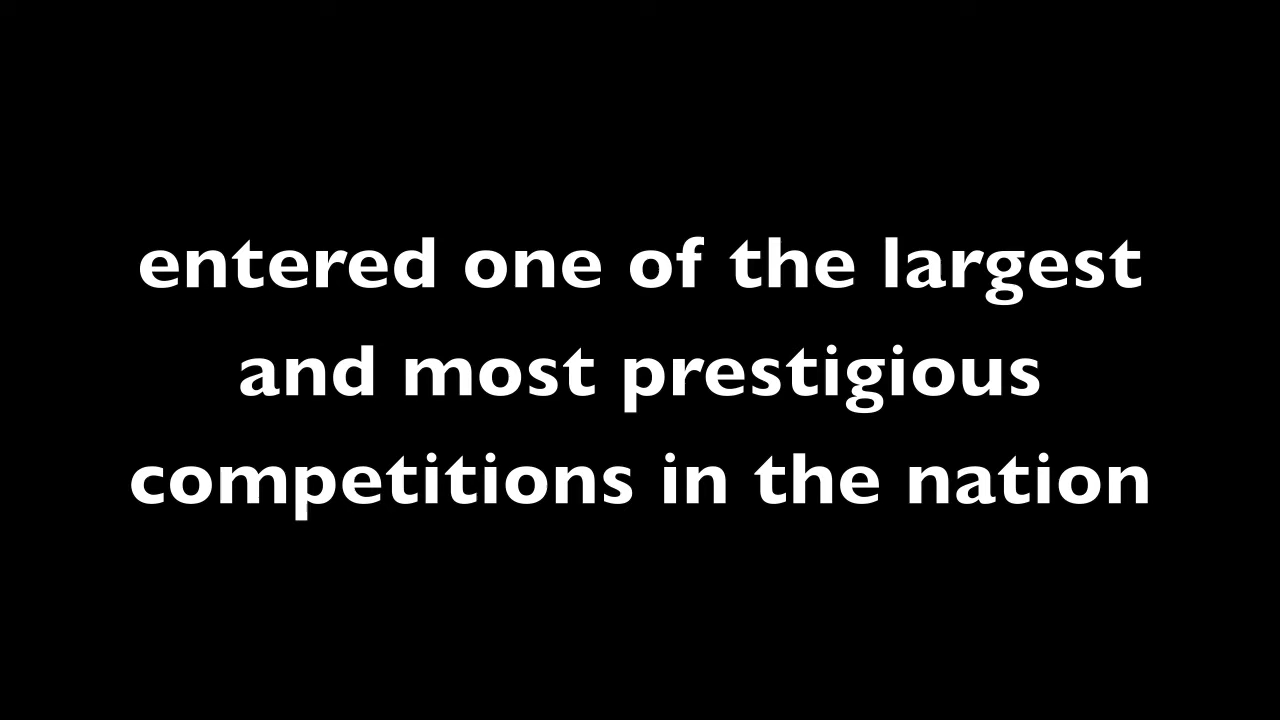 entered one of the largest
and most prestigious
competitions in the nation